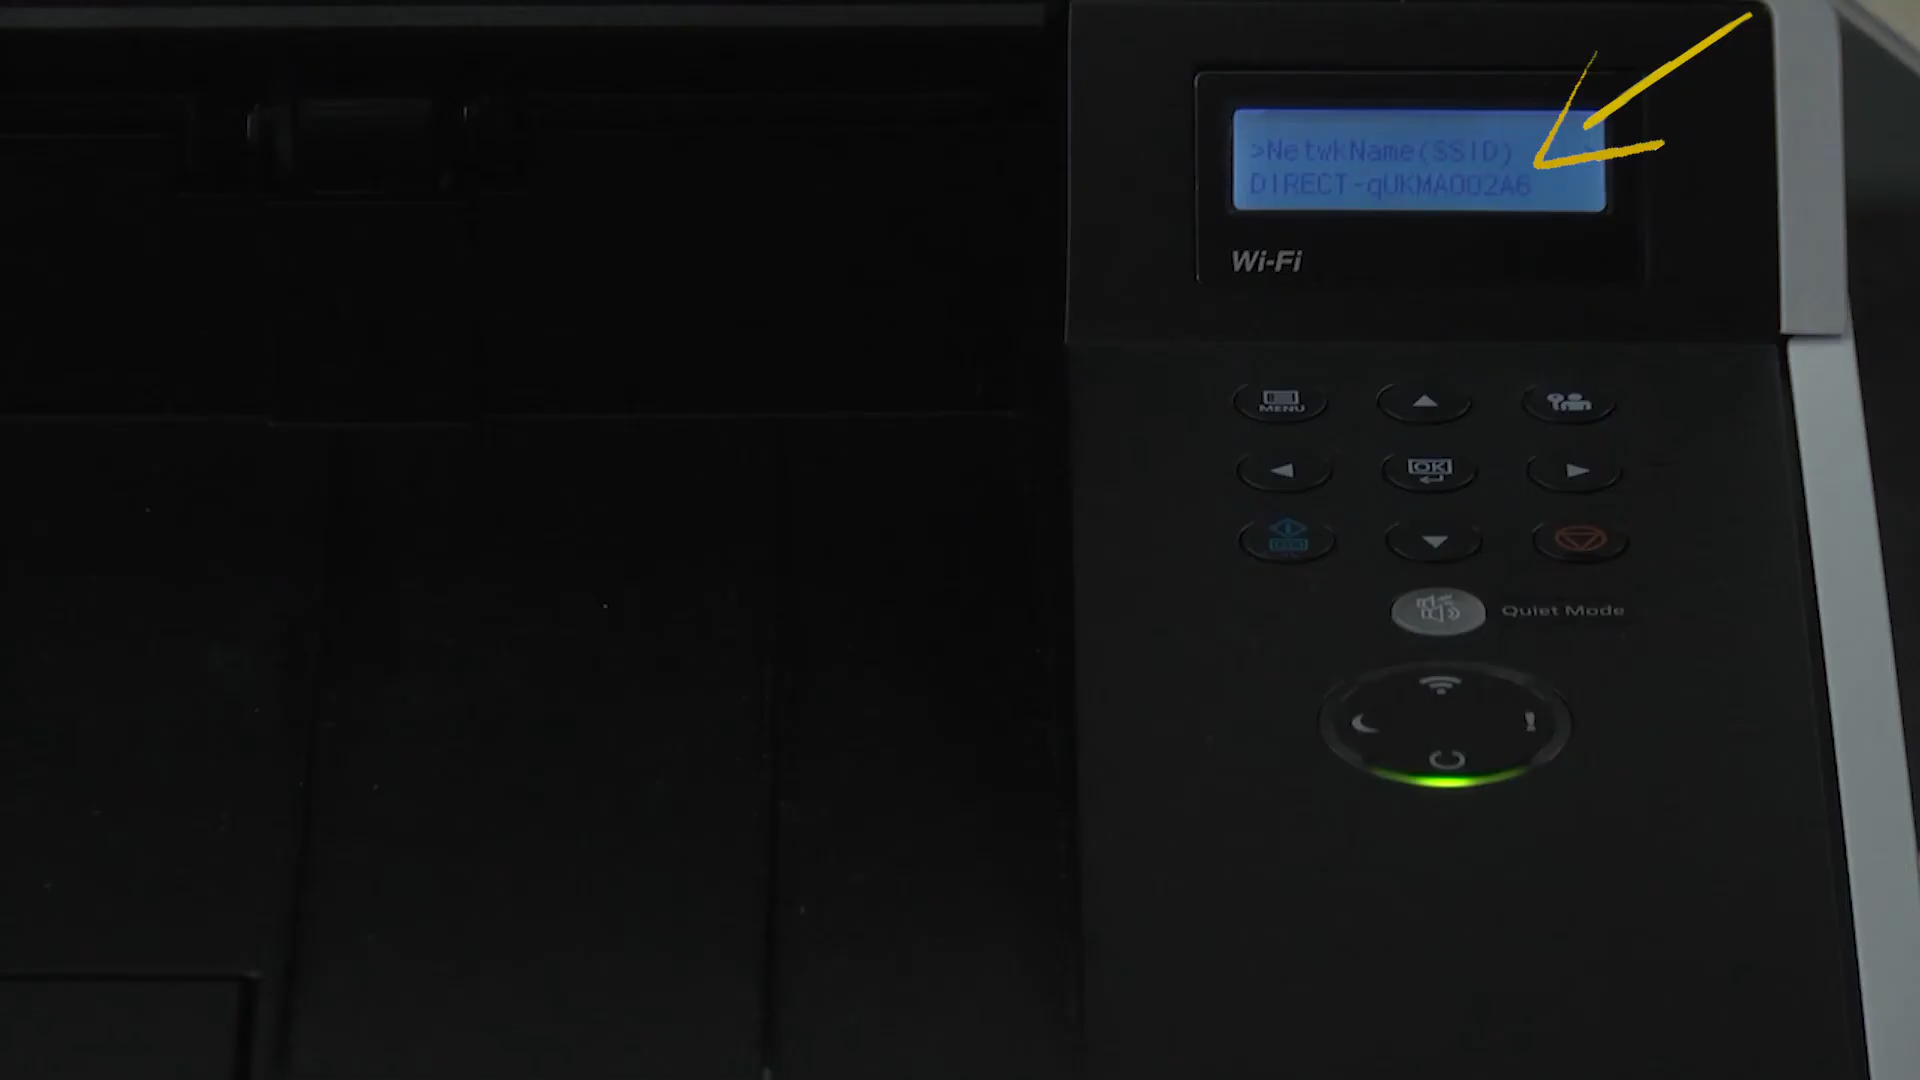 >NetwkName(SSID) >
DIRECT-qUKMA002A6
Wi-Fi
MENU
OK
Quiet Mode